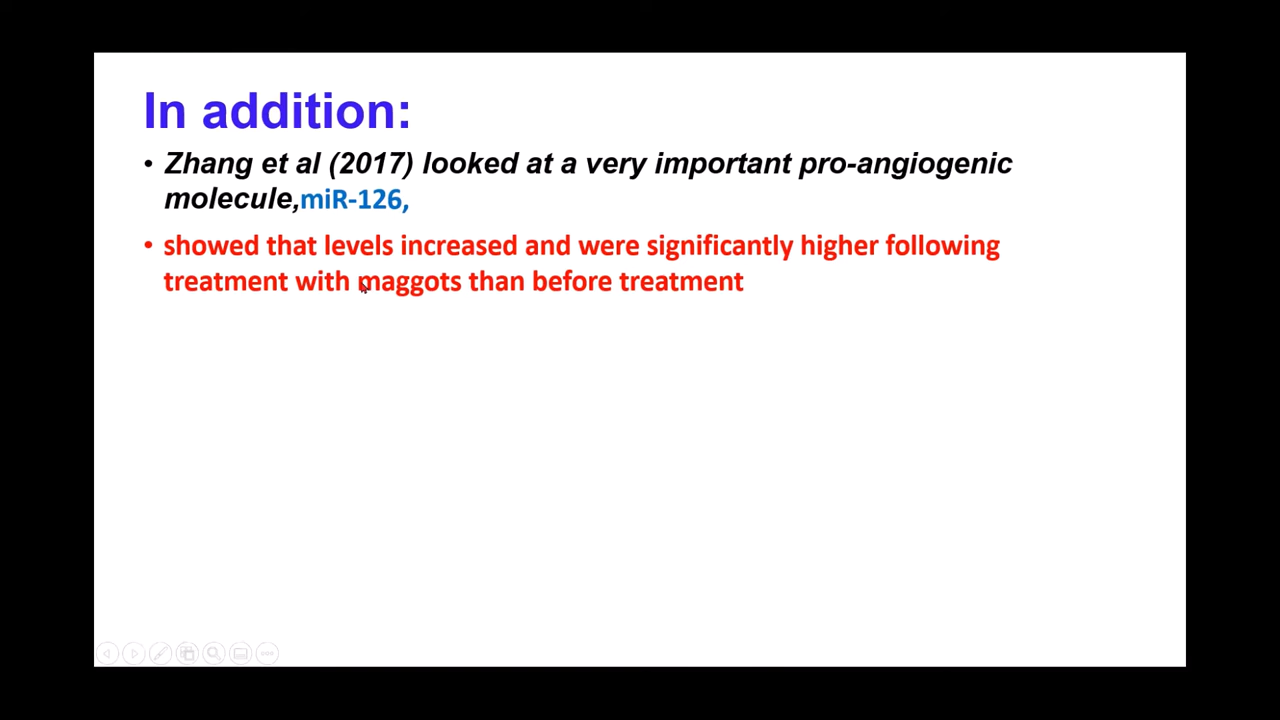 In addition:
• Zhang et al (2017) looked at a very important pro-angiogenic
molecule,miR-126,
• showed that levels increased and were significantly higher following
treatment with maggots than before treatment